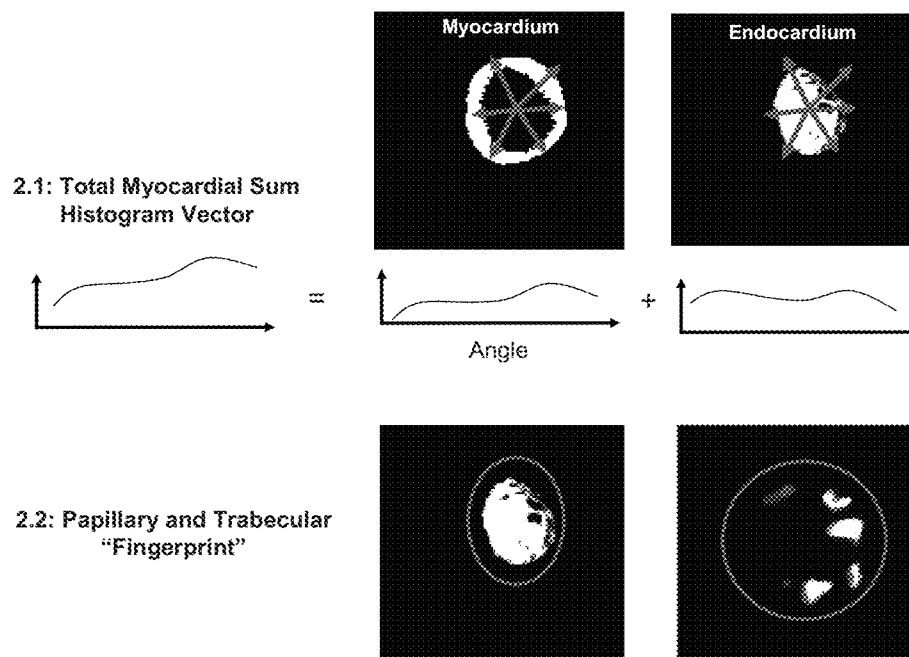 Myocardium
Endocardium
2.1: Total Myocardial Sum
Histogram Vector
=
+
Angle
2.2: Papillary and Trabecular
“Fingerprint”